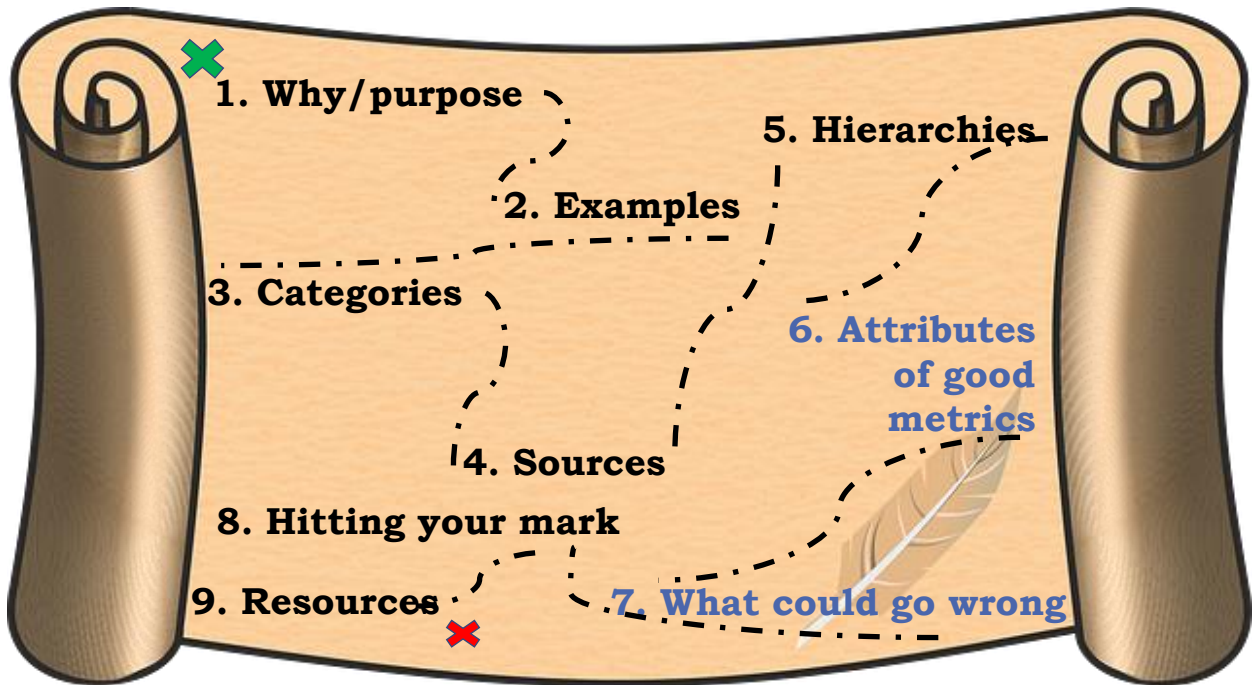 1. Why/purpose
2. Examples
3. Categories
4. Sources
5. Hierarchies
6. Attributes
of good
metrics
7. What could go wrong
8. Hitting your mark
9. Resources